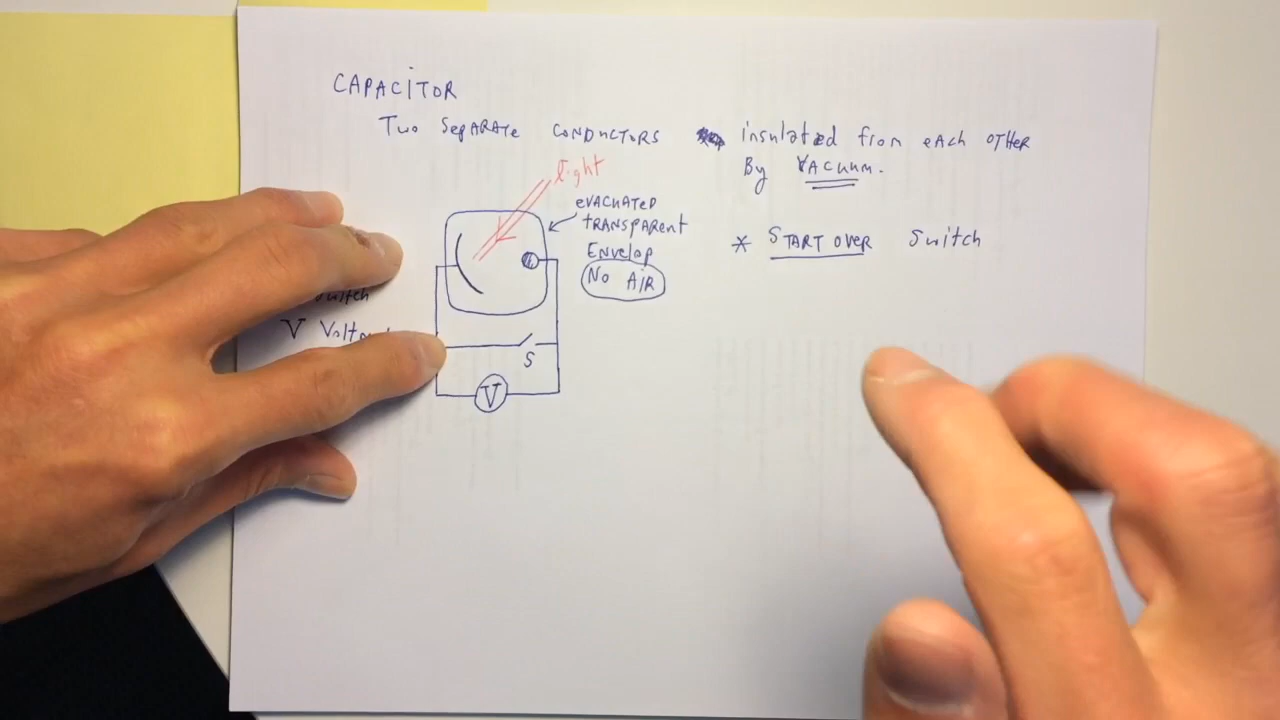 CAPACITOR
Two SepARATe CONDUCTORS insulated from eAch OTHer
By VAcuum.
light
eVACUATeD
TRANSpARent
Envelop
No AiR
* START OVeR Switch
Switch
V
S
V